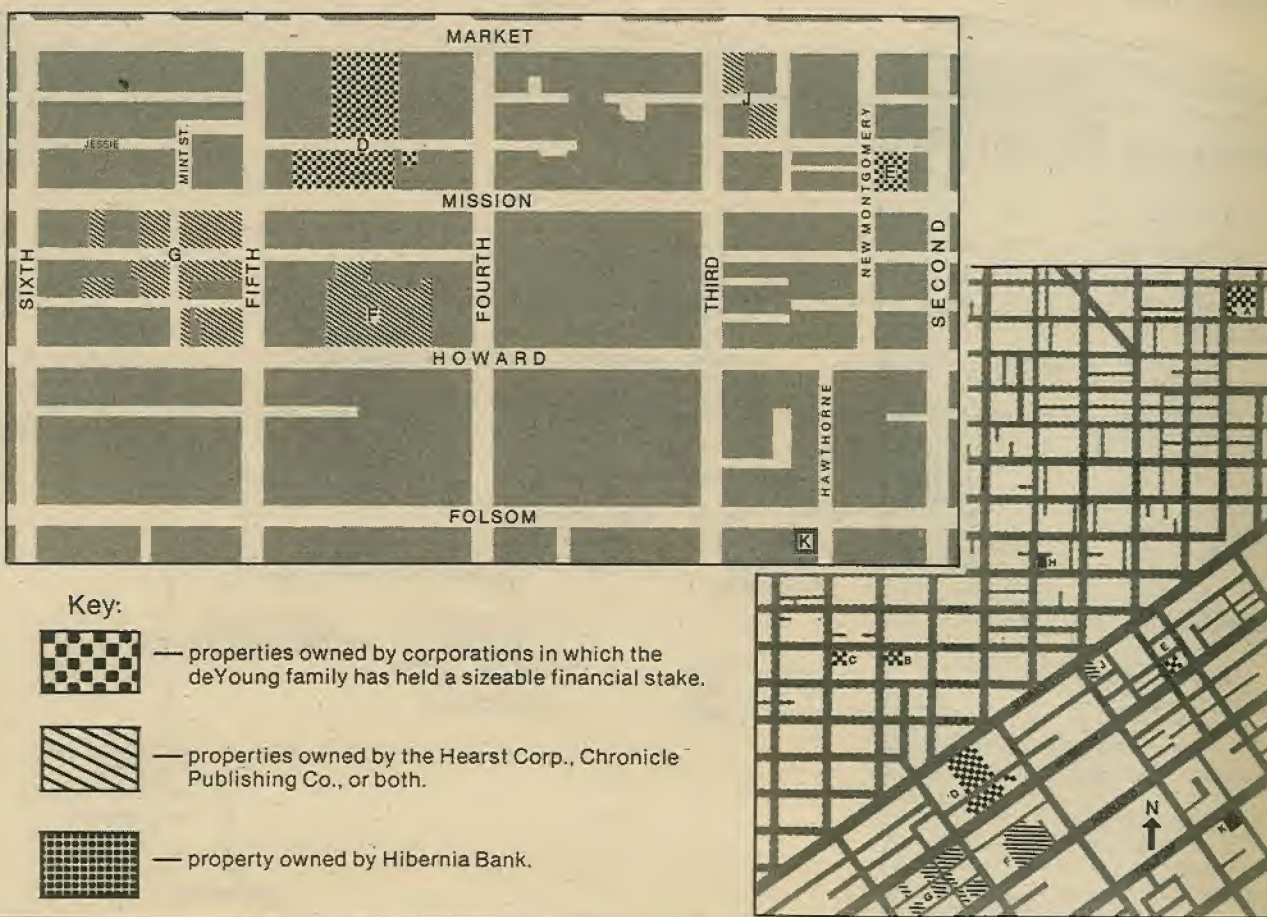 MARKET
JESSIE
MINT ST.
D
J
NEW MONTGOMERY
E
MISSION
SIXTH
G
FIFTH
F
FOURTH
THIRD
SECOND
HOWARD
HAWTHORNE
FOLSOM
K
Key:
— properties owned by corporations in which the
deYoung family has held a sizeable financial stake.
— properties owned by the Hearst Corp., Chronicle
Publishing Co., or both.
— property owned by Hibernia Bank.
A
H
C
B
E
J
D
N
K
F
G